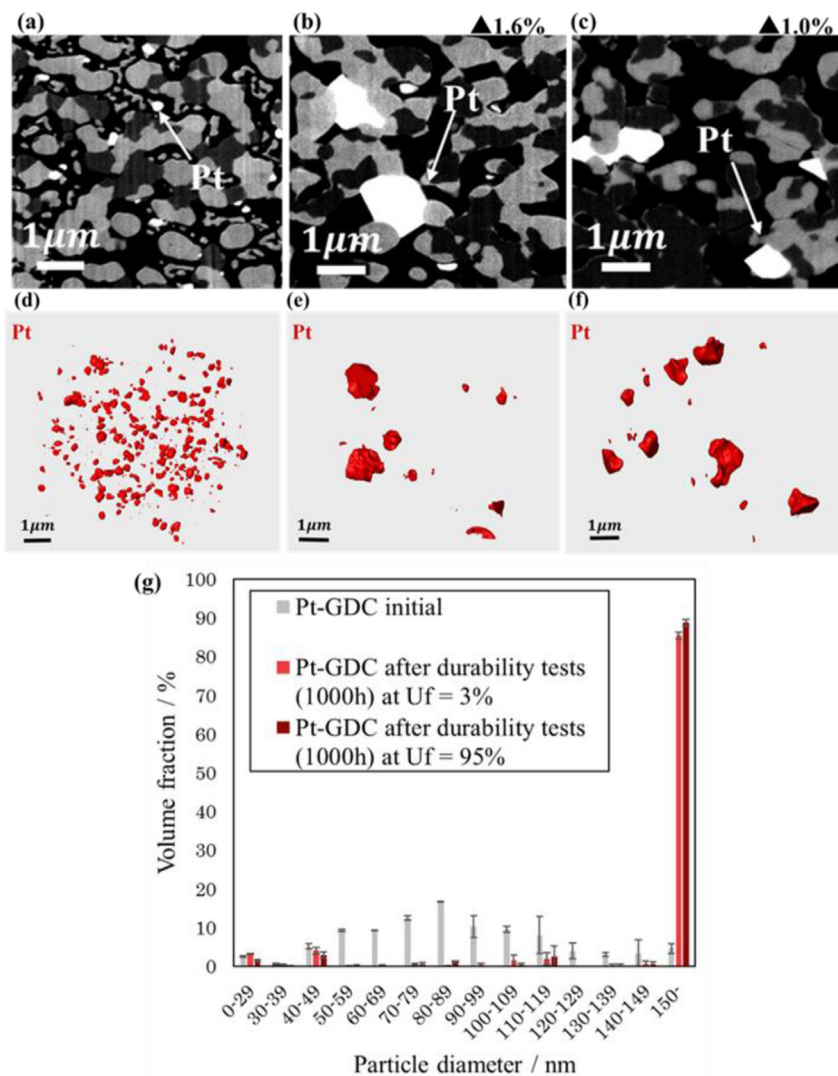 (a)
(b)
▲1.6%
(c)
▲1.0%
Pt
Pt
Pt
1μm
1μm
1μm
(d)
(e)
(f)
Pt
Pt
Pt
1μm
1μm
1μm
(g)
100
90
80
70
60
50
40
30
20
10
0
Volume fraction / %
Pt-GDC initial
Pt-GDC after durability tests
(1000h) at Uf = 3%
Pt-GDC after durability tests
(1000h) at Uf = 95%
0-29
30-39
40-49
50-59
60-69
70-79
80-89
90-99
100-109
110-119
120-129
130-139
140-149
150-
Particle diameter / nm